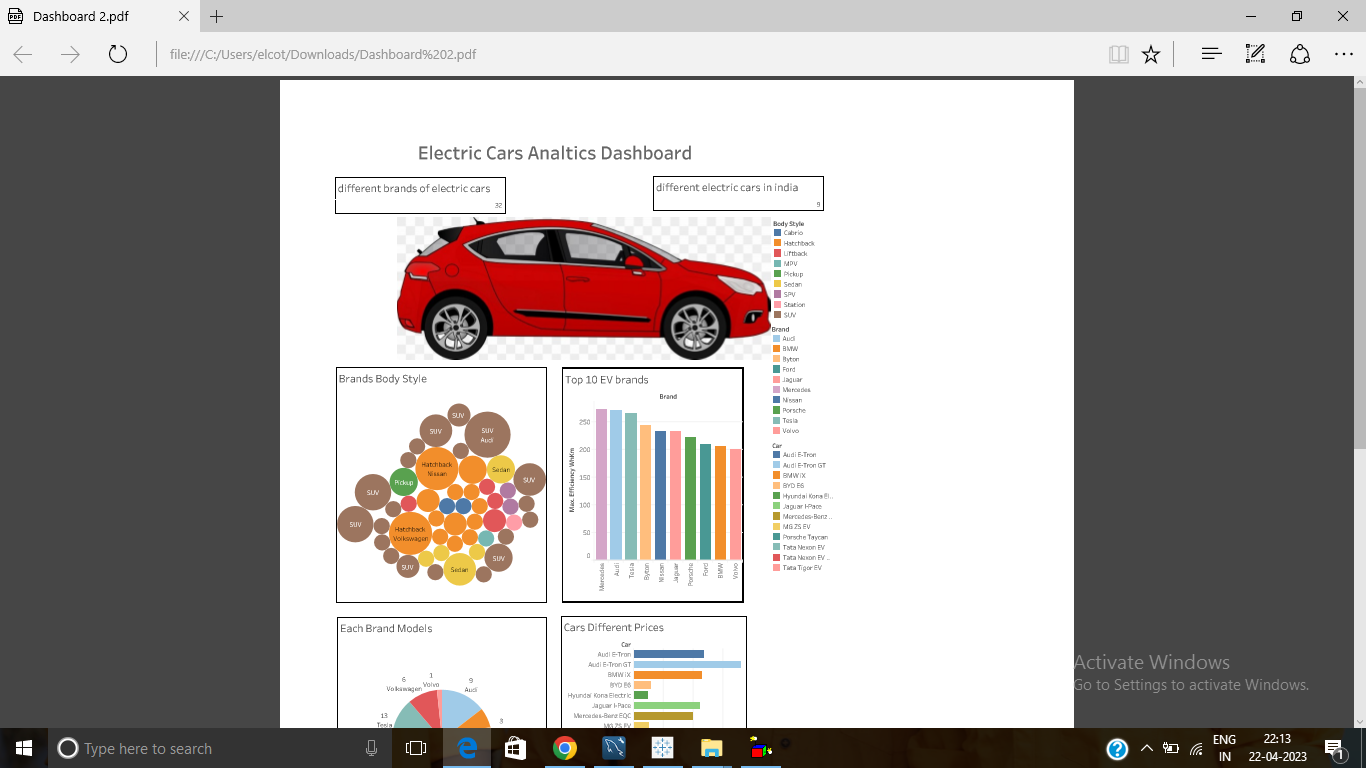 Dashboard 2.pdf
file:///C:/Users/elcot/Downloads/Dashboard%202.pdf
Electric Cars Analtics Dashboard
different brands of electric cars
32
different electric cars in india
9
Body Style
Cabrio
Hatchback
Liftback
MPV
Pickup
Sedan
SPV
Station
SUV
Brand
Audi
BMW
Byton
Ford
Jaguar
Mercedes
Nissan
Porsche
Tesla
Volvo
Car
Audi E-Tron
Audi E-Tron GT
BMW iX
BYD E6
Hyundai Kona El..
Jaguar I-Pace
Mercedes-Benz ..
MG ZS EV
Porsche Taycan
Tata Nexon EV
Tata Nexon EV ..
Tata Tigor EV
Brands Body Style
SUV
SUV
SUV
Audi
Hatchback
Nissan
Sedan
Pickup
SUV
SUV
SUV
Hatchback
Volkswagen
SUV
SUV
Sedan
Top 10 EV brands
Brand
Max. Efficiency WhKm
250
200
150
100
50
0
Mercedes
Audi
Tesla
Byton
Nissan
Jaguar
Porsche
Ford
BMW
Volvo
Each Brand Models
6
Volkswagen
1
Volvo
9
Audi
13
Tesla
3
Cars Different Prices
Car
Audi E-Tron
Audi E-Tron GT
BMW iX
BYD E6
Hyundai Kona Electric
Jaguar I-Pace
Mercedes-Benz EQC
MG ZS EV
Activate Windows
Go to Settings to activate Windows.
Type here to search
ENG
IN
22:13
22-04-2023
1